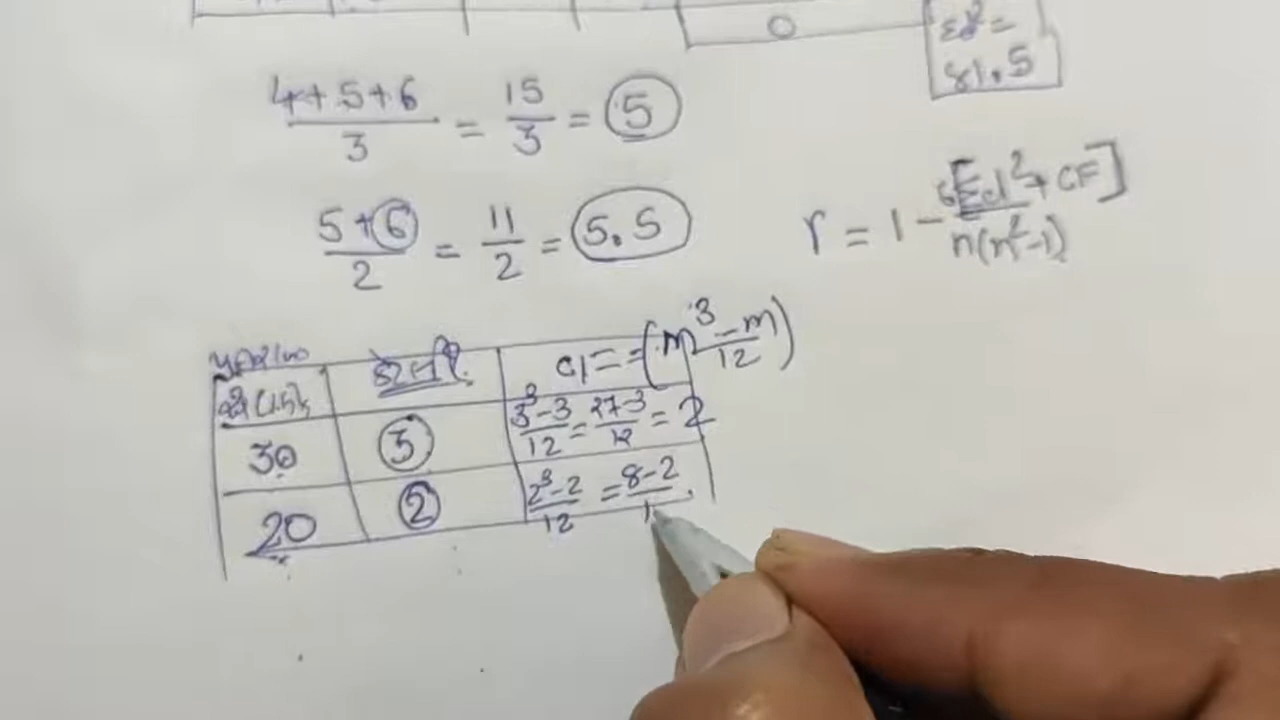 0
Σd²=
81.5
4+5+6/3 = 15/3 = 5
5+6/2 = 11/2 = 5.5
r = 1 - 6[Σd²+CF]/n(n²-1)
CF = (m³-m/12)
30 3 3³-3/12 = 27-3/12 = 2
20 2 2³-2/12 = 8-2/1